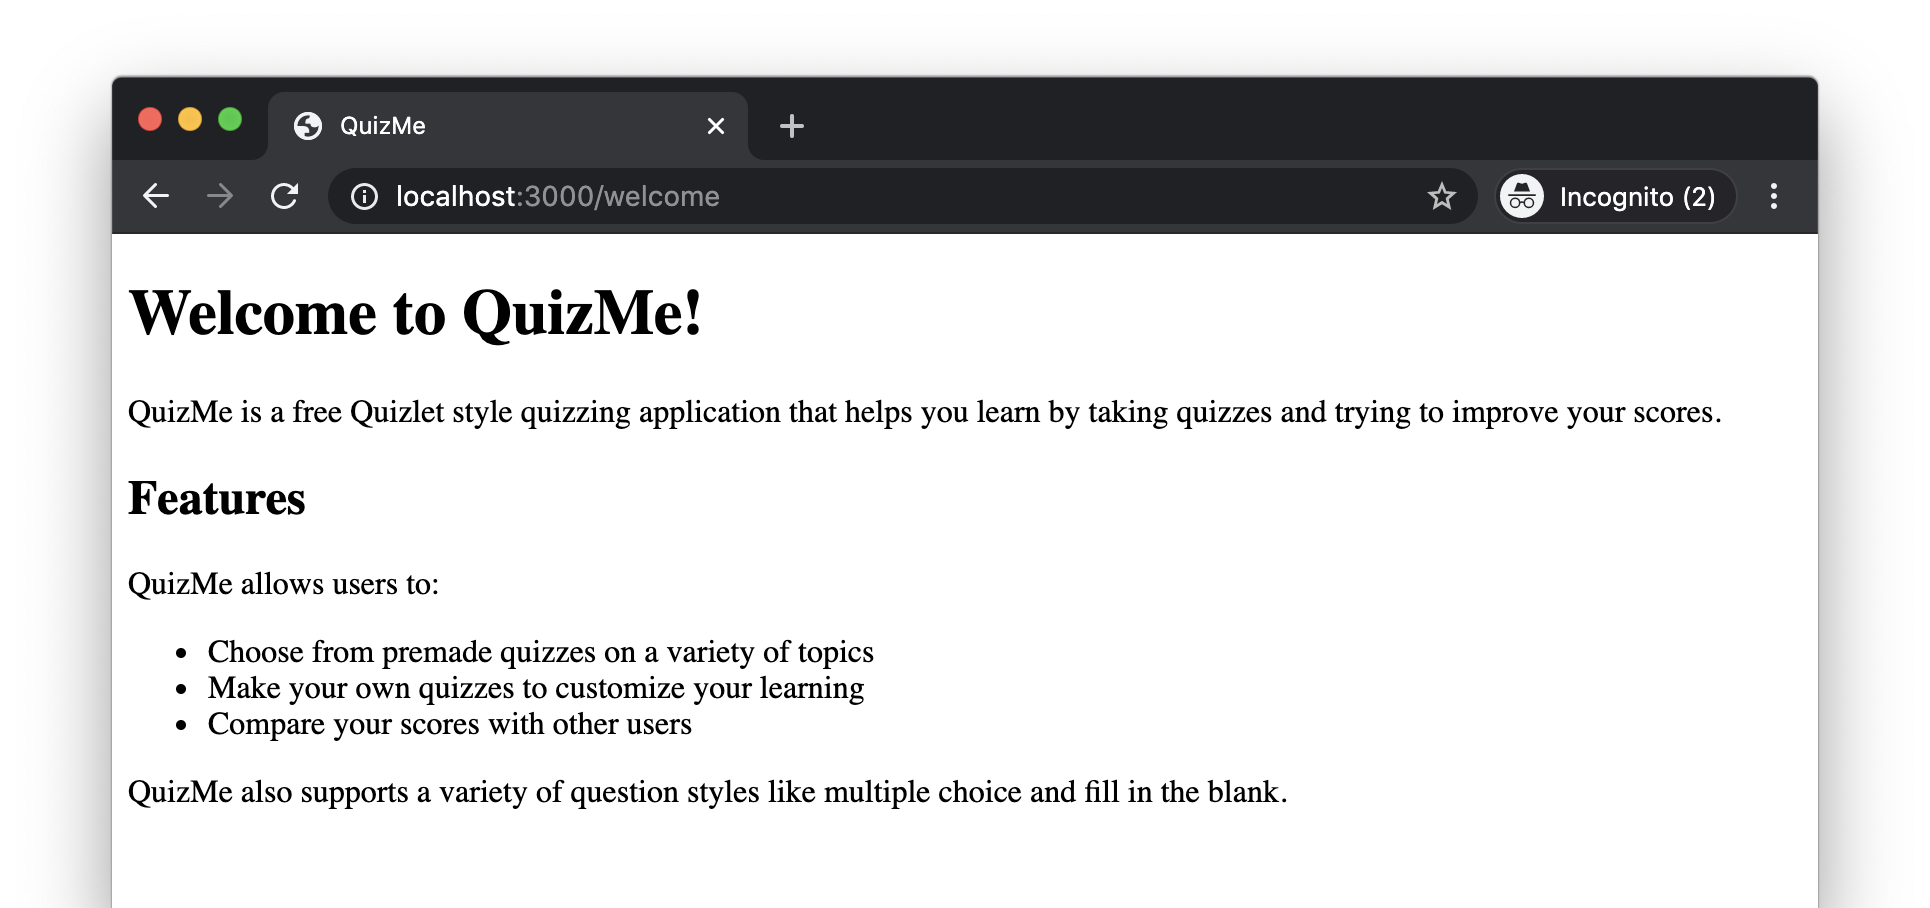 QuizMe
localhost:3000/welcome
Incognito (2)
Welcome to QuizMe!
QuizMe is a free Quizlet style quizzing application that helps you learn by taking quizzes and trying to improve your scores.
Features
QuizMe allows users to:
• Choose from premade quizzes on a variety of topics
• Make your own quizzes to customize your learning
• Compare your scores with other users
QuizMe also supports a variety of question styles like multiple choice and fill in the blank.